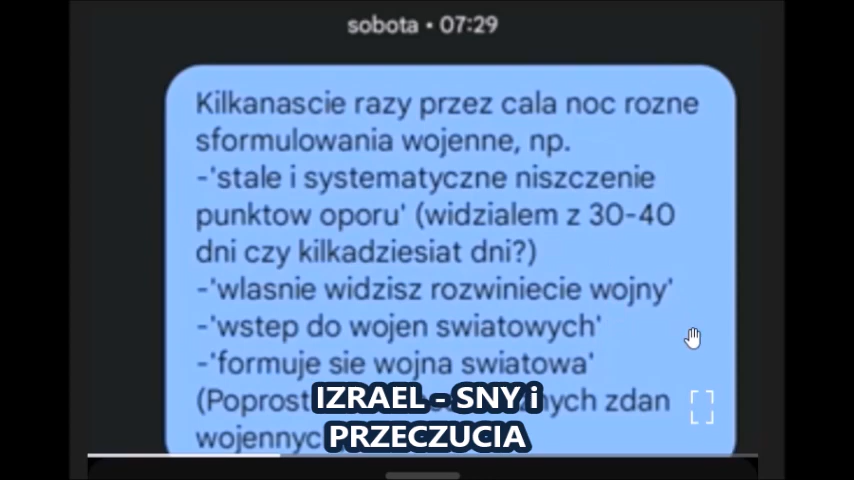 sobota • 07:29
Kilkanascie razy przez cala noc rozne
sformulowania wojenne, np.
-'stale i systematyczne niszczenie
punktow oporu' (widzialem z 30-40
dni czy kilkadziesiat dni?)
-'wlasnie widzisz rozwiniecie wojny'
-'wstep do wojen swiatowych'
-'formuje sie wojna swiatowa'
(Poprost zdan
IZRAEL - SNY i
PRZECZUCIA